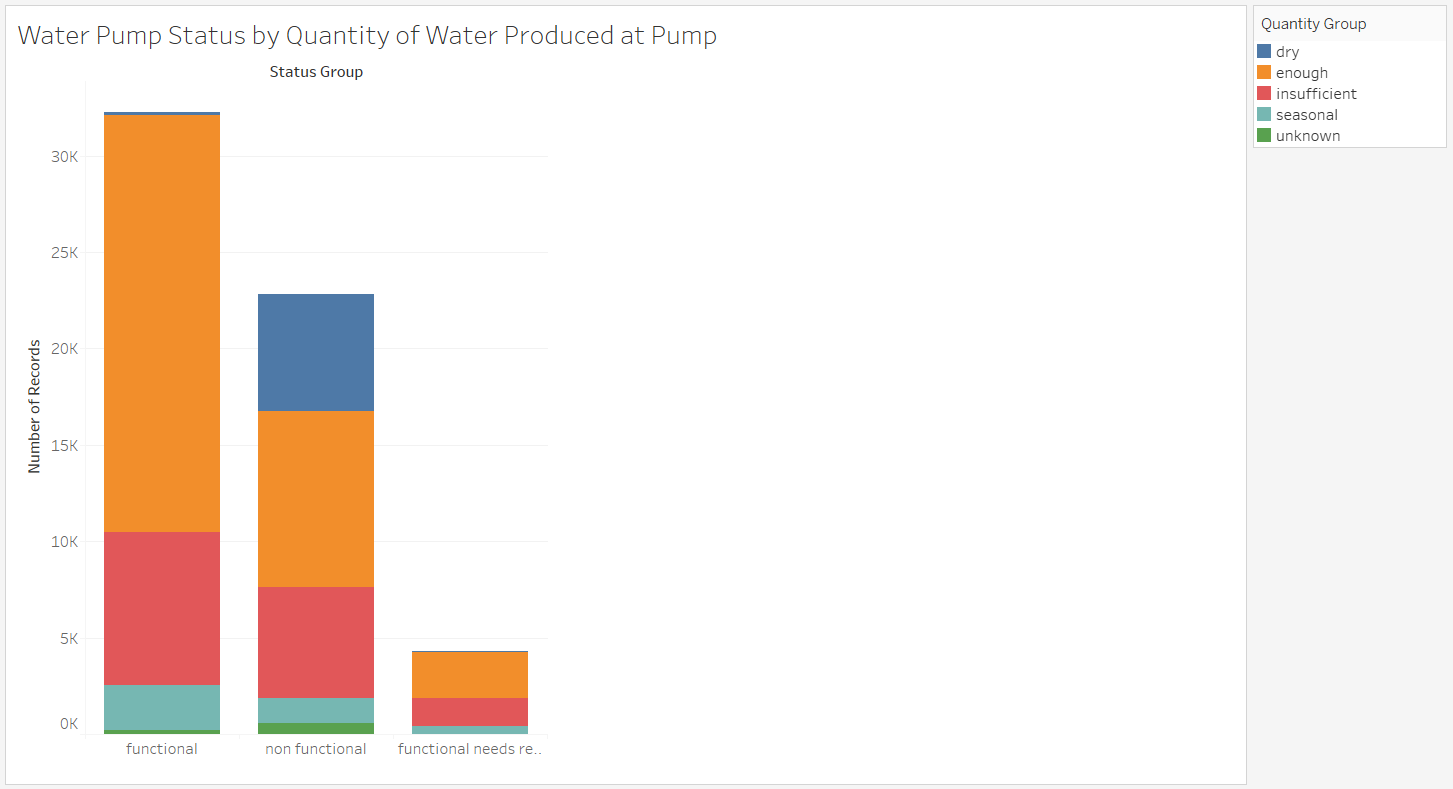 Water Pump Status by Quantity of Water Produced at Pump
Status Group
30K
25K
20K
15K
10K
5K
0K
Number of Records
functional
non functional
functional needs re..
Quantity Group
dry
enough
insufficient
seasonal
unknown